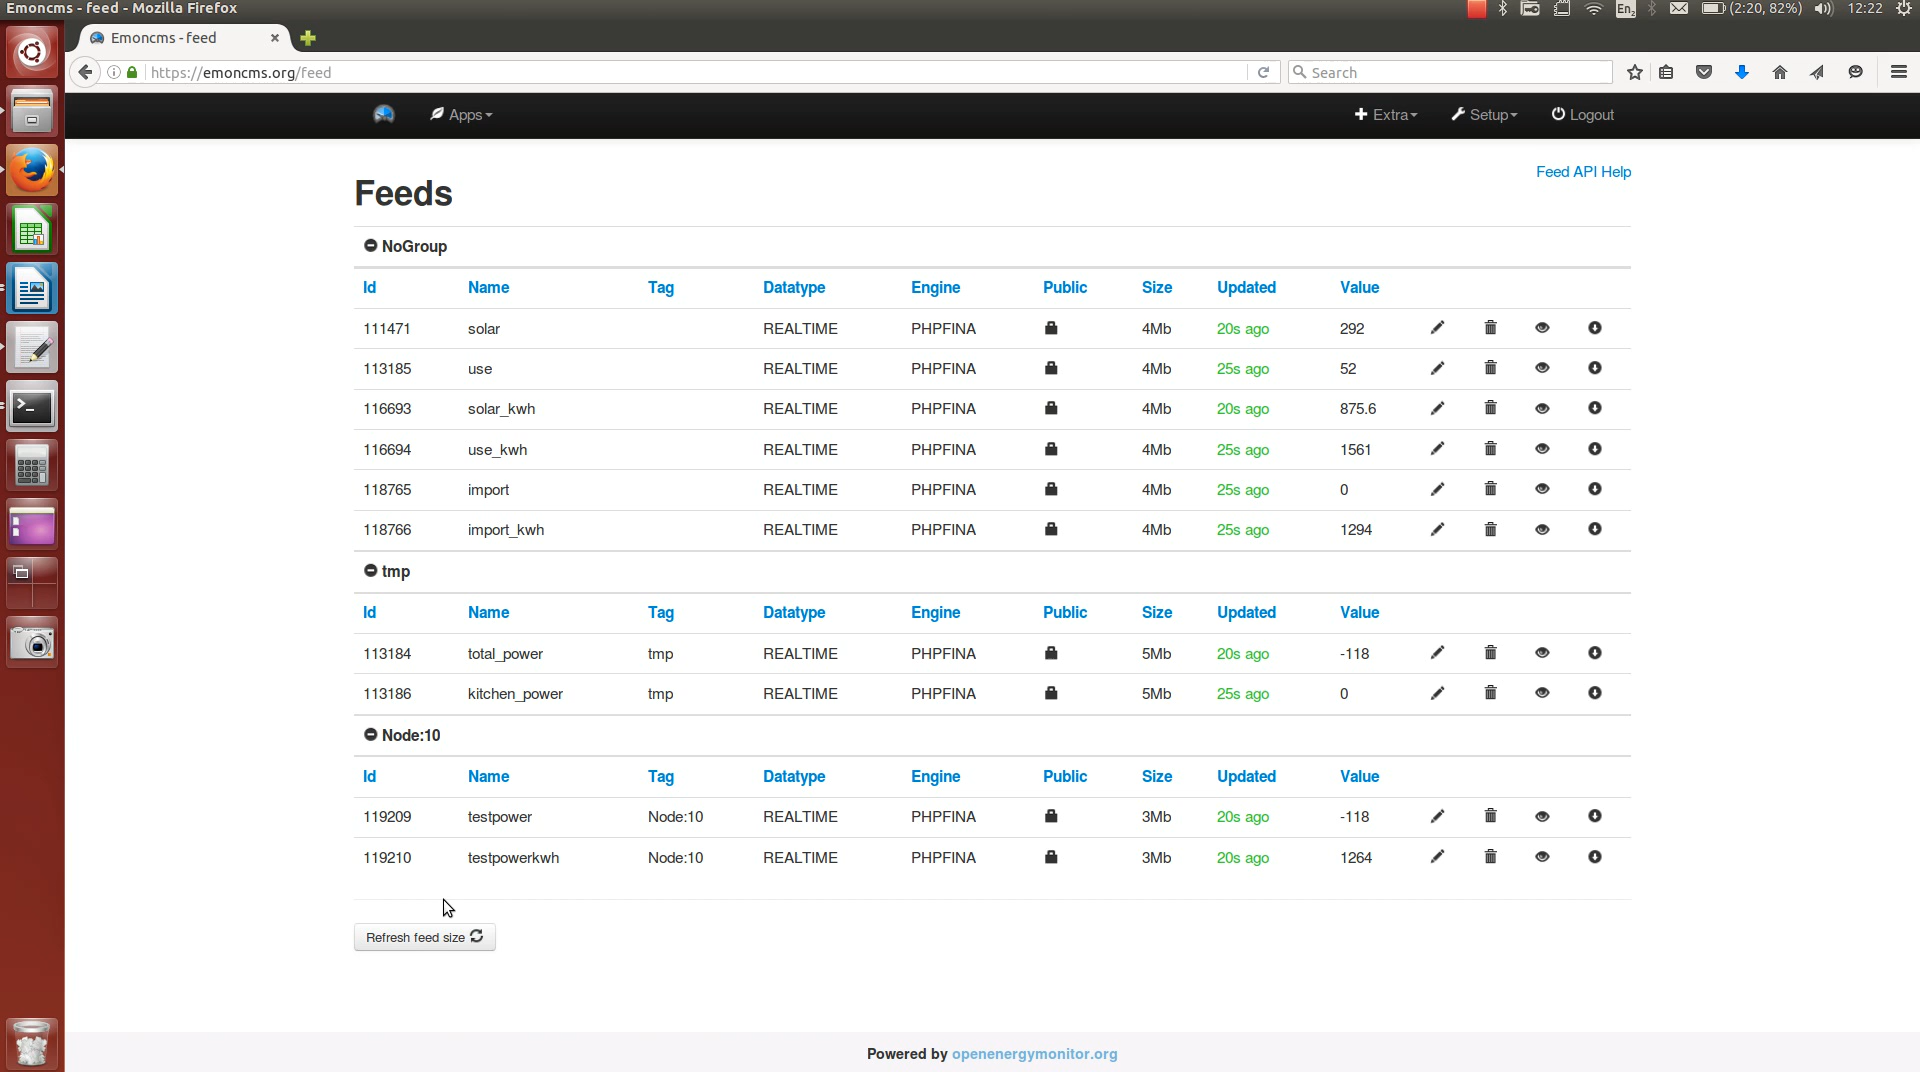 Emoncms - feed - Mozilla Firefox
En2 (2:20, 82%) 12:22
Emoncms - feed
https://emoncms.org/feed Search
Apps Extra Setup Logout
Feed API Help
Feeds
NoGroup
Id Name Tag Datatype Engine Public Size Updated Value
111471 solar REALTIME PHPFINA 4Mb 20s ago 292
113185 use REALTIME PHPFINA 4Mb 25s ago 52
116693 solar_kwh REALTIME PHPFINA 4Mb 20s ago 875.6
116694 use_kwh REALTIME PHPFINA 4Mb 25s ago 1561
118765 import REALTIME PHPFINA 4Mb 25s ago 0
118766 import_kwh REALTIME PHPFINA 4Mb 25s ago 1294
tmp
Id Name Tag Datatype Engine Public Size Updated Value
113184 total_power tmp REALTIME PHPFINA 5Mb 20s ago -118
113186 kitchen_power tmp REALTIME PHPFINA 5Mb 25s ago 0
Node:10
Id Name Tag Datatype Engine Public Size Updated Value
119209 testpower Node:10 REALTIME PHPFINA 3Mb 20s ago -118
119210 testpowerkwh Node:10 REALTIME PHPFINA 3Mb 20s ago 1264
Refresh feed size
Powered by openenergymonitor.org